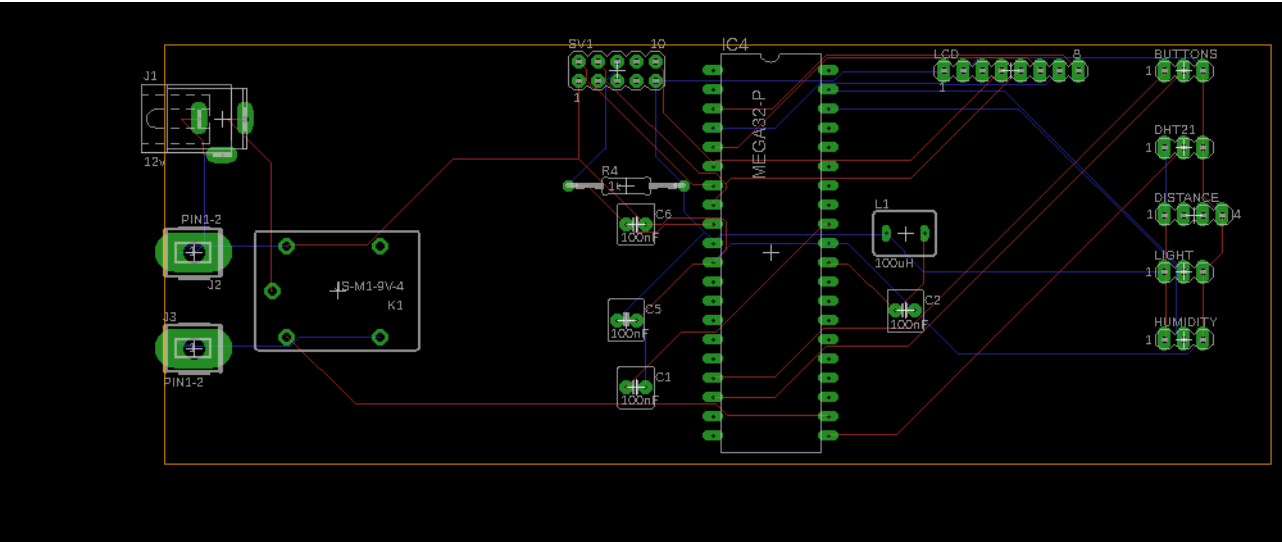 SV1
10
1
IC4
MEGA32-P
LCD
8
1
BUTTONS
1
J1
12v
DHT21
1
R4
1k
DISTANCE
1
4
C6
100nF
L1
100uH
PIN1-2
J2
LIGHT
1
JS-M1-9V-4
K1
C2
100nF
C5
100nF
J3
PIN1-2
HUMIDITY
1
C1
100nF